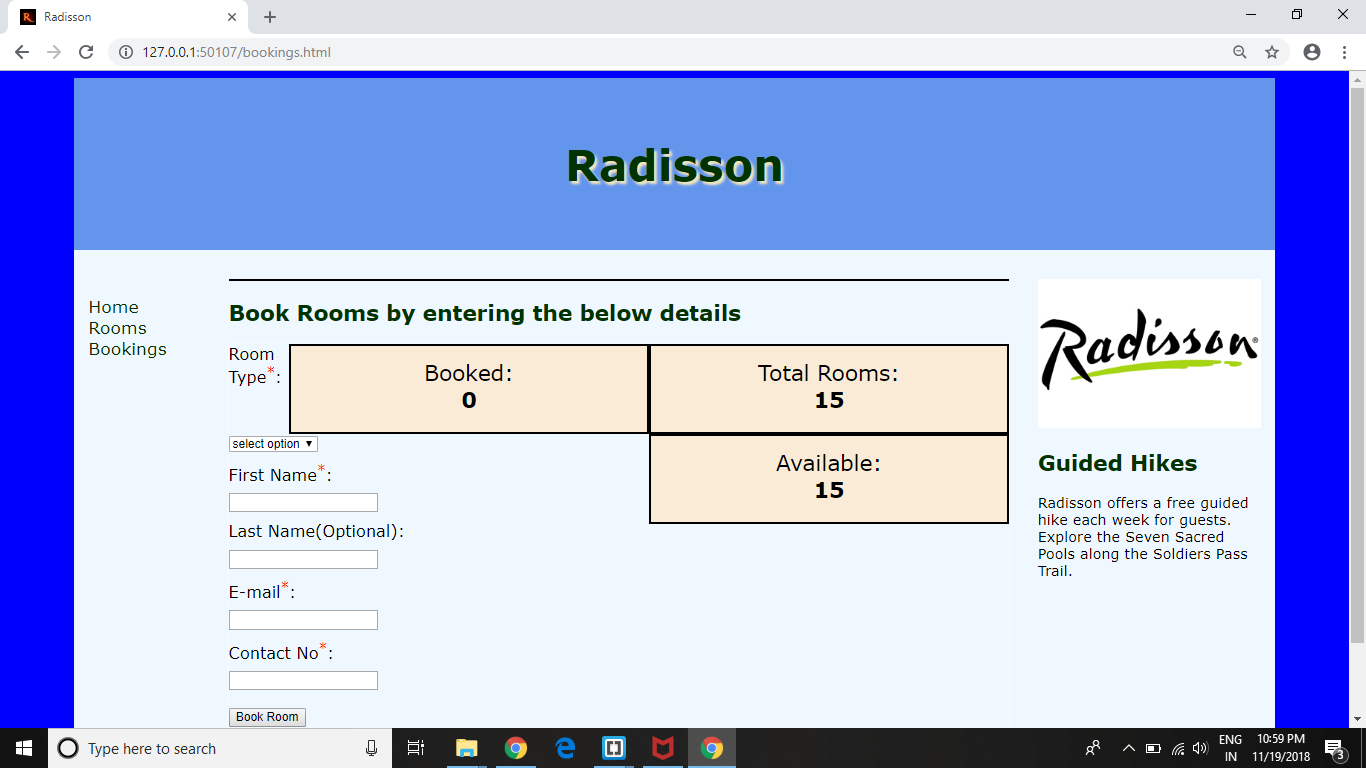 Radisson
127.0.0.1:50107/bookings.html
Radisson
Home
Rooms
Bookings
Book Rooms by entering the below details
Room
Type*:
Booked:
0
Total Rooms:
15
select option
Available:
15
First Name*:
Last Name(Optional):
E-mail*:
Contact No*:
Book Room
Radisson®
Guided Hikes
Radisson offers a free guided
hike each week for guests.
Explore the Seven Sacred
Pools along the Soldiers Pass
Trail.
Type here to search
ENG
IN
10:59 PM
11/19/2018
3